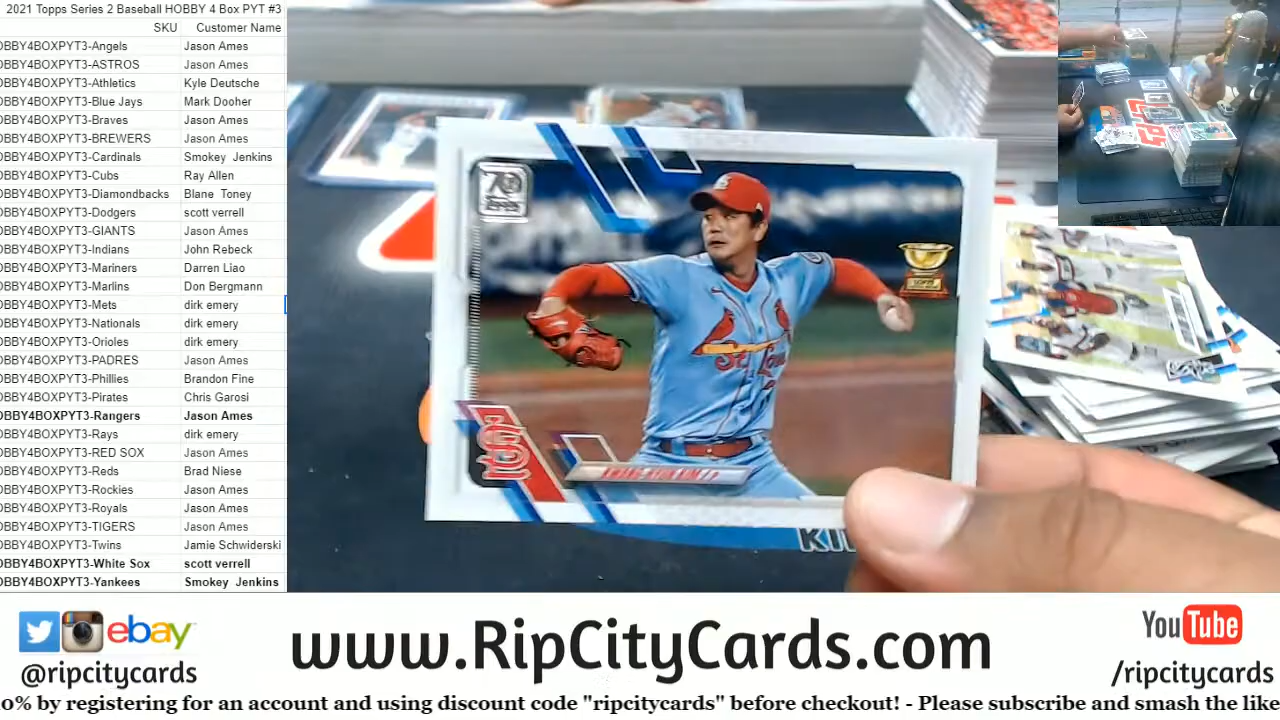 2021 Topps Series 2 Baseball HOBBY 4 Box PYT #3
SKU Customer Name
OBBY4BOXPYT3-Angels Jason Ames
OBBY4BOXPYT3-ASTROS Jason Ames
OBBY4BOXPYT3-Athletics Kyle Deutsche
OBBY4BOXPYT3-Blue Jays Mark Dooher
OBBY4BOXPYT3-Braves Jason Ames
OBBY4BOXPYT3-BREWERS Jason Ames
OBBY4BOXPYT3-Cardinals Smokey Jenkins
OBBY4BOXPYT3-Cubs Ray Allen
OBBY4BOXPYT3-Diamondbacks Blane Toney
OBBY4BOXPYT3-Dodgers scott verrell
OBBY4BOXPYT3-GIANTS Jason Ames
OBBY4BOXPYT3-Indians John Rebeck
OBBY4BOXPYT3-Mariners Darren Liao
OBBY4BOXPYT3-Marlins Don Bergmann
OBBY4BOXPYT3-Mets dirk emery
OBBY4BOXPYT3-Nationals dirk emery
OBBY4BOXPYT3-Orioles dirk emery
OBBY4BOXPYT3-PADRES Jason Ames
OBBY4BOXPYT3-Phillies Brandon Fine
OBBY4BOXPYT3-Pirates Chris Garosi
OBBY4BOXPYT3-Rangers Jason Ames
OBBY4BOXPYT3-Rays dirk emery
OBBY4BOXPYT3-RED SOX Jason Ames
OBBY4BOXPYT3-Reds Brad Niese
OBBY4BOXPYT3-Rockies Jason Ames
OBBY4BOXPYT3-Royals Jason Ames
OBBY4BOXPYT3-TIGERS Jason Ames
OBBY4BOXPYT3-Twins Jamie Schwiderski
OBBY4BOXPYT3-White Sox scott verrell
OBBY4BOXPYT3-Yankees Smokey Jenkins
70
Topps
St. Louis
KI
ebay
@ripcitycards
www.RipCityCards.com
YouTube
/ripcitycards
0% by registering for an account and using discount code "ripcitycards" before checkout! - Please subscribe and smash the like